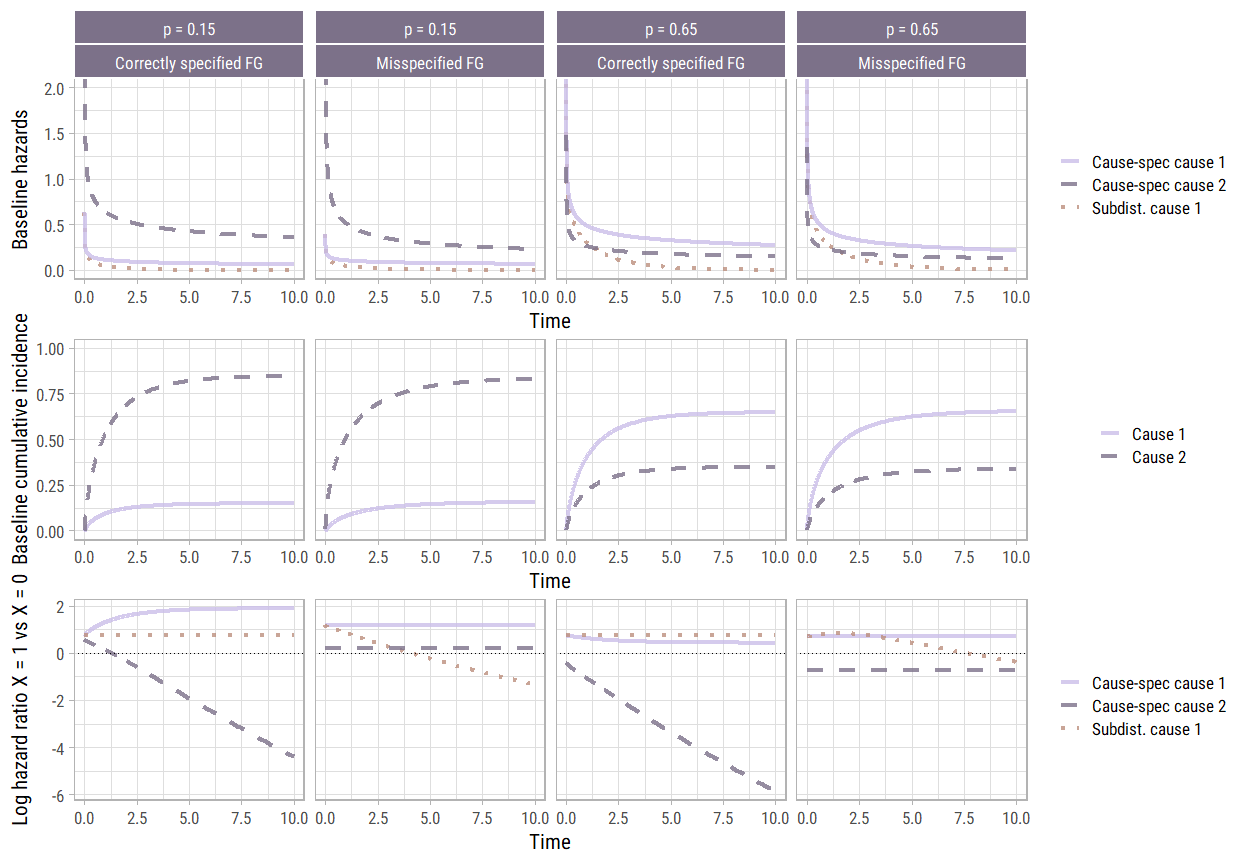 p = 0.15 p = 0.15 p = 0.65 p = 0.65
Correctly specified FG Misspecified FG Correctly specified FG Misspecified FG
Baseline hazards
2.0
1.5
1.0
0.5
0.0
0.0 2.5 5.0 7.5 10.0 0.0 2.5 5.0 7.5 10.0 0.0 2.5 5.0 7.5 10.0 0.0 2.5 5.0 7.5 10.0
Time
Cause-spec cause 1
Cause-spec cause 2
Subdist. cause 1
Baseline cumulative incidence
1.00
0.75
0.50
0.25
0.00
0.0 2.5 5.0 7.5 10.0 0.0 2.5 5.0 7.5 10.0 0.0 2.5 5.0 7.5 10.0 0.0 2.5 5.0 7.5 10.0
Time
Cause 1
Cause 2
Log hazard ratio X = 1 vs X = 0
2
0
-2
-4
-6
0.0 2.5 5.0 7.5 10.0 0.0 2.5 5.0 7.5 10.0 0.0 2.5 5.0 7.5 10.0 0.0 2.5 5.0 7.5 10.0
Time
Cause-spec cause 1
Cause-spec cause 2
Subdist. cause 1